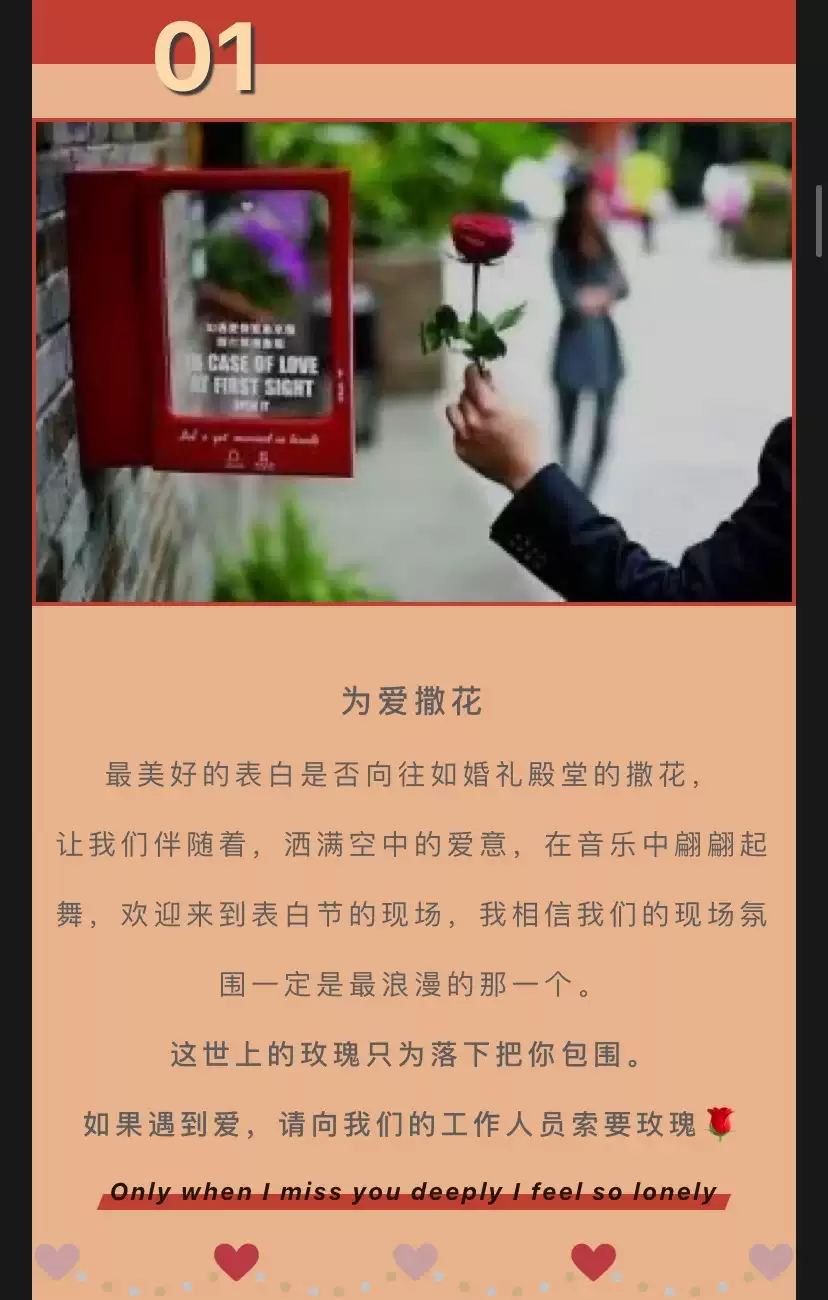 01
IN CASE OF LOVE
AT FIRST SIGHT
OPEN IT
为爱撒花
最美好的表白是否向往如婚礼殿堂的撒花，
让我们伴随着，洒满空中的爱意，在音乐中翩翩起
舞，欢迎来到表白节的现场，我相信我们的现场氛
围一定是最浪漫的那一个。
这世上的玫瑰只为落下把你包围。
如果遇到爱，请向我们的工作人员索要玫瑰🌹
Only when I miss you deeply I feel so lonely